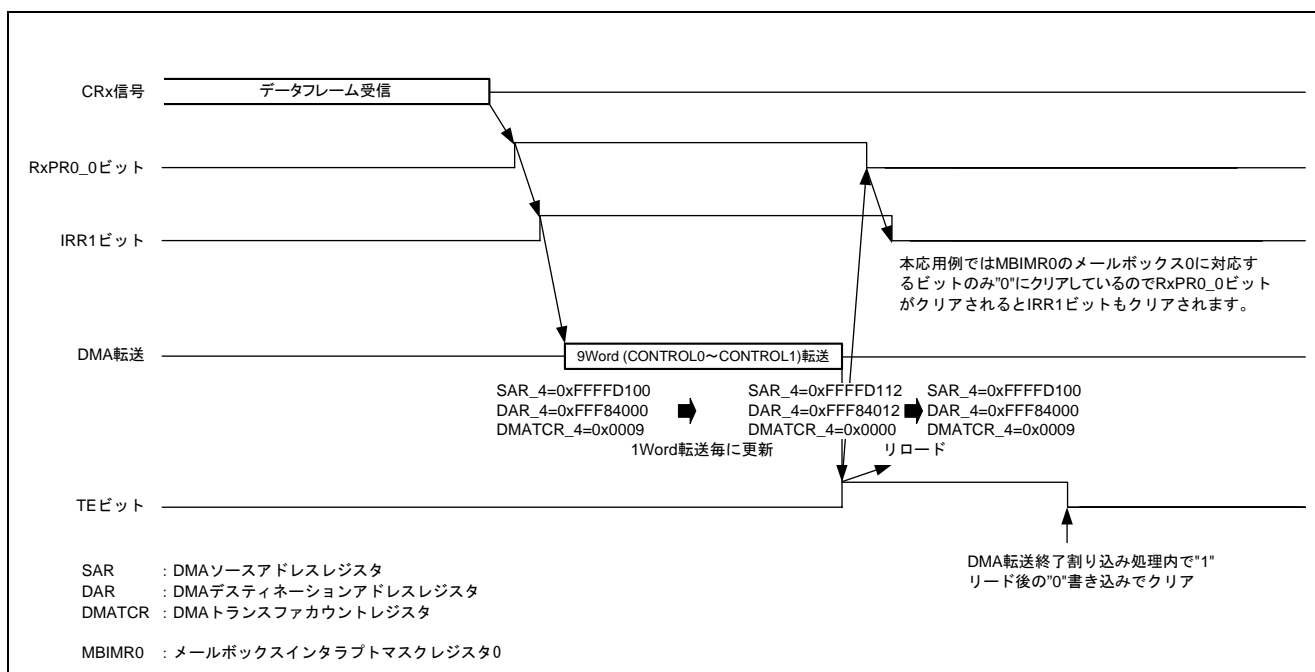 CRx信号
データフレーム受信
RxPR0_0ビット
IRR1ビット
本応用例ではMBIMR0のメールボックス0に対応す
るビットのみ"0"にクリアしているのでRxPR0_0ビット
がクリアされるとIRR1ビットもクリアされます。
DMA転送
9Word (CONTROL0～CONTROL1)転送
SAR_4=0xFFFFD100
DAR_4=0xFFF84000
DMATCR_4=0x0009
SAR_4=0xFFFFD112
DAR_4=0xFFF84012
DMATCR_4=0x0000
SAR_4=0xFFFFD100
DAR_4=0xFFF84000
DMATCR_4=0x0009
1Word転送毎に更新
リロード
TEビット
DMA転送終了割り込み処理内で"1"
リード後の"0"書き込みでクリア
SAR : DMAソースアドレスレジスタ
DAR : DMAデスティネーションアドレスレジスタ
DMATCR : DMAトランスファカウントレジスタ
MBIMR0 : メールボックスインタラプトマスクレジスタ0